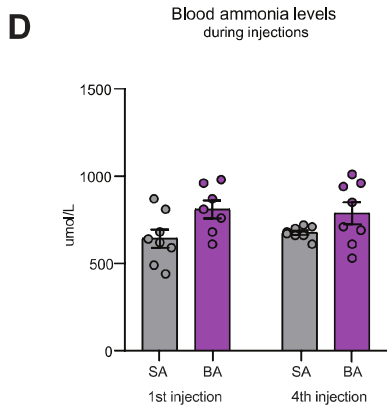 D
Blood ammonia levels
during injections
1500
1000
500
0
umol/L
SA BA SA BA
1st injection 4th injection